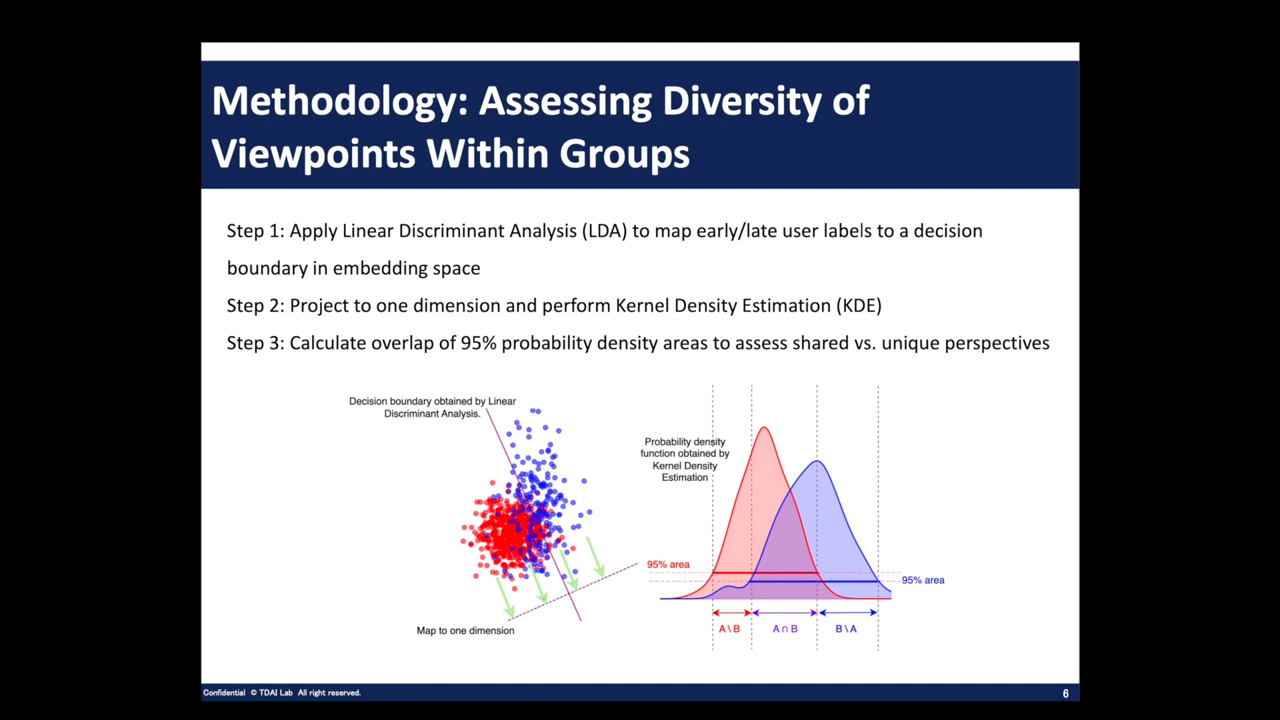 Methodology: Assessing Diversity of
Viewpoints Within Groups
Step 1: Apply Linear Discriminant Analysis (LDA) to map early/late user labels to a decision
boundary in embedding space
Step 2: Project to one dimension and perform Kernel Density Estimation (KDE)
Step 3: Calculate overlap of 95% probability density areas to assess shared vs. unique perspectives
Decision boundary obtained by Linear
Discriminant Analysis.
Map to one dimension
Probability density
function obtained by
Kernel Density
Estimation
95% area
95% area
A \ B
A ∩ B
B \ A
Confidential © TDAI Lab All right reserved.
6